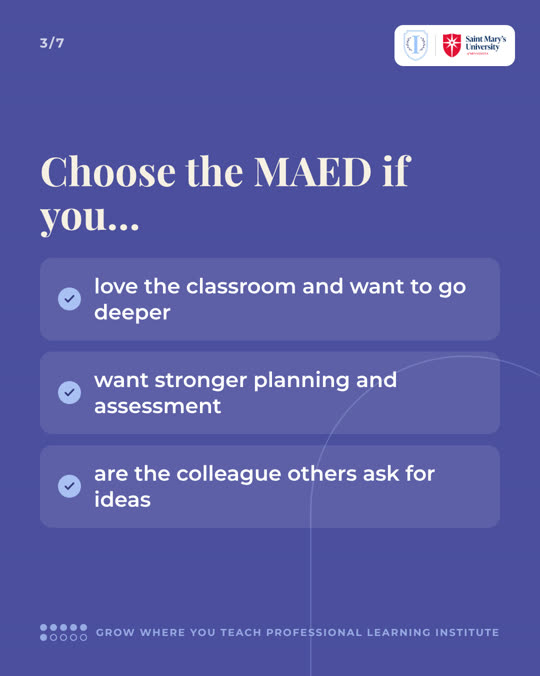 3/7
Saint Mary's
University
Choose the MAED if
you...
love the classroom and want to go
deeper
want stronger planning and
assessment
are the colleague others ask for
ideas
GROW WHERE YOU TEACH PROFESSIONAL LEARNING INSTITUTE